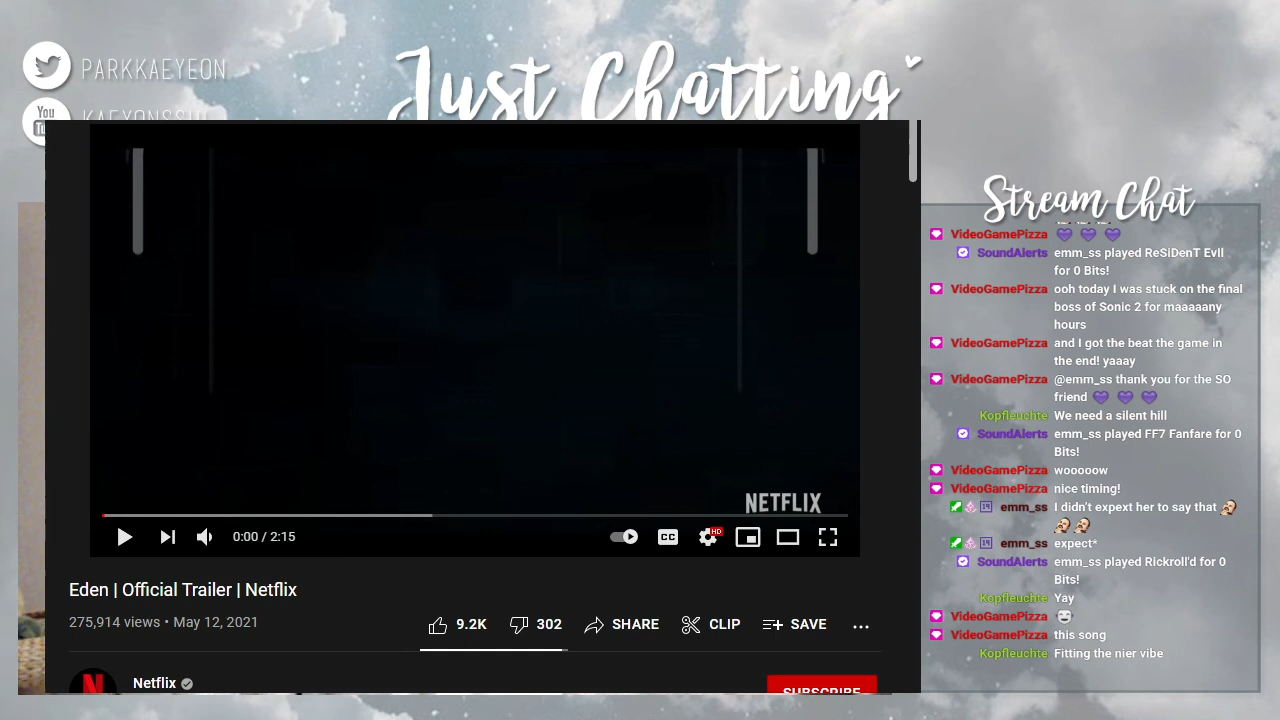 PARKKAEYEON
Just Chatting
You
KAEYONSSUL
NETFLIX
HD
CC
0:00 / 2:15
Eden | Official Trailer | Netflix
275,914 views • May 12, 2021
9.2K
302
SHARE
CLIP
SAVE
Netflix
SUBSCRIBE
Stream Chat
VideoGamePizza
SoundAlerts emm_ss played ReSiDenT EvIl
for 0 Bits!
VideoGamePizza ooh today I was stuck on the final
boss of Sonic 2 for maaaaany
hours
VideoGamePizza and I got the beat the game in
the end! yaaay
VideoGamePizza @emm_ss thank you for the SO
friend
Kopfleuchte We need a silent hill
SoundAlerts emm_ss played FF7 Fanfare for 0
Bits!
VideoGamePizza wooooow
VideoGamePizza nice timing!
emm_ss I didn't expext her to say that
emm_ss expect*
SoundAlerts emm_ss played Rickroll'd for 0
Bits!
Kopfleuchte Yay
VideoGamePizza
VideoGamePizza this song
Kopfleuchte Fitting the nier vibe